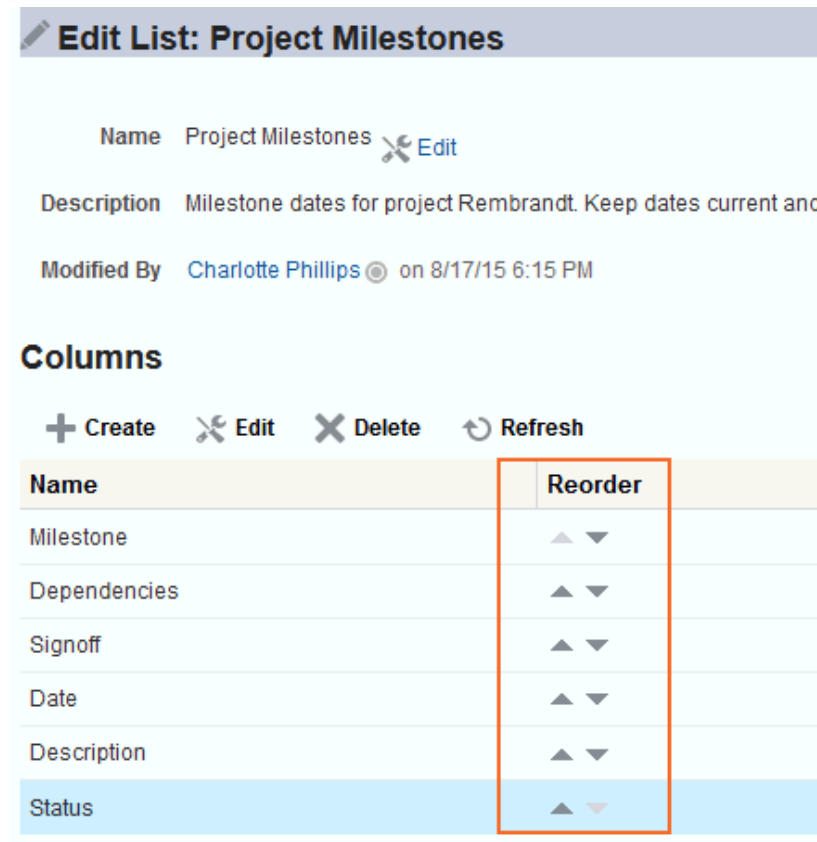 Edit List: Project Milestones
Name Project Milestones Edit
Description Milestone dates for project Rembrandt. Keep dates current and
Modified By Charlotte Phillips on 8/17/15 6:15 PM
Columns
Create Edit Delete Refresh
Name Reorder
Milestone
Dependencies
Signoff
Date
Description
Status